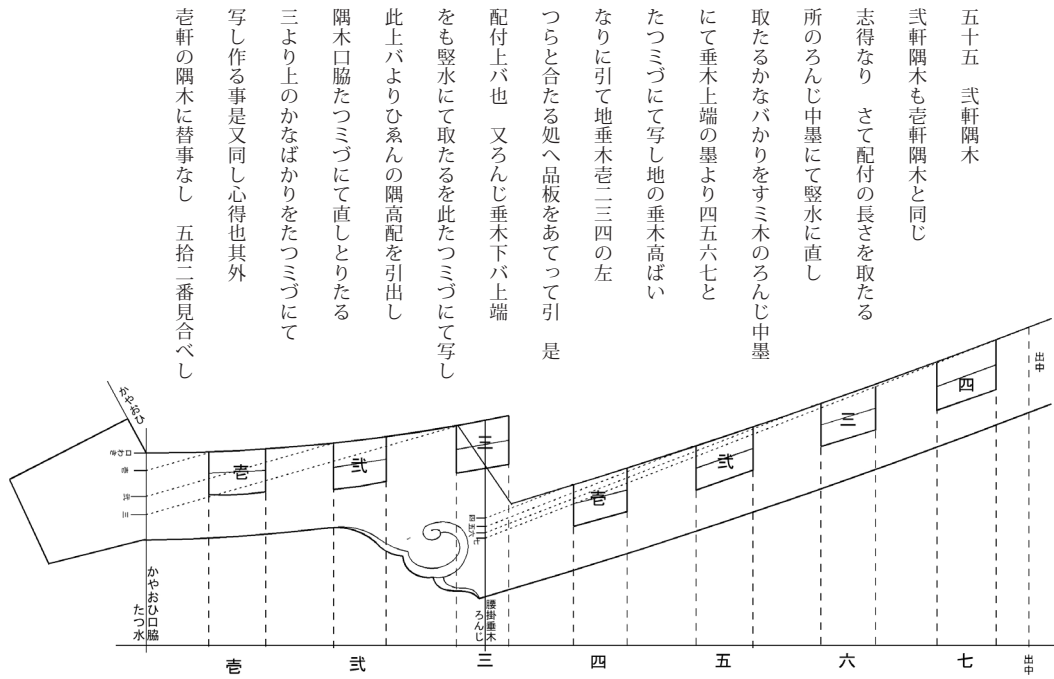 五十五　弐軒隅木
弐軒隅木も壱軒隅木と同じ
志得なり　さて配付の長さを取たる
所のろんじ中墨にて竪水に直し
取たるかなバかりをすミ木のろんじ中墨
にて垂木上端の墨より四五六七と
たつミづにて写し地の垂木高ばい
なりに引て地垂木壱二三四の左
つらと合たる処へ品板をあてって引　是
配付上バ也　又ろんじ垂木下バ上端
をも竪水にて取たるを此たつミづにて写し
此上バよりひゑんの隅高配を引出し
隅木口脇たつミづにて直しとりたる
三より上のかなばかりをたつミづにて
写し作る事是又同し心得也其外
壱軒の隅木に替事なし　五拾二番見合べし
かやおひ
口わき
壱
弐
三
壱
弐
三
四
五
六
七
壱
弐
三
四
出中
かやおひ口脇
たつ水
腰掛垂木
ろんじ
壱
弐
三
四
五
六
七
出中